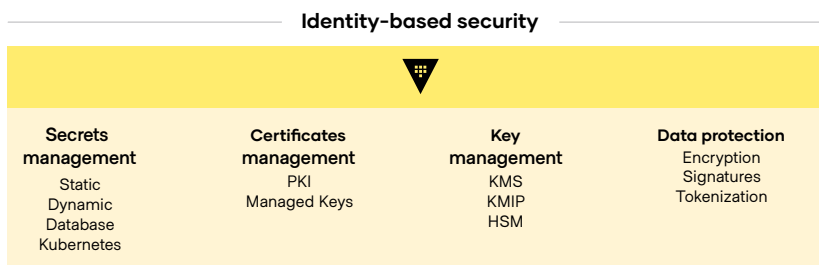 Identity-based security
Secrets
management
Static
Dynamic
Database
Kubernetes
Certificates
management
PKI
Managed Keys
Key
management
KMS
KMIP
HSM
Data protection
Encryption
Signatures
Tokenization